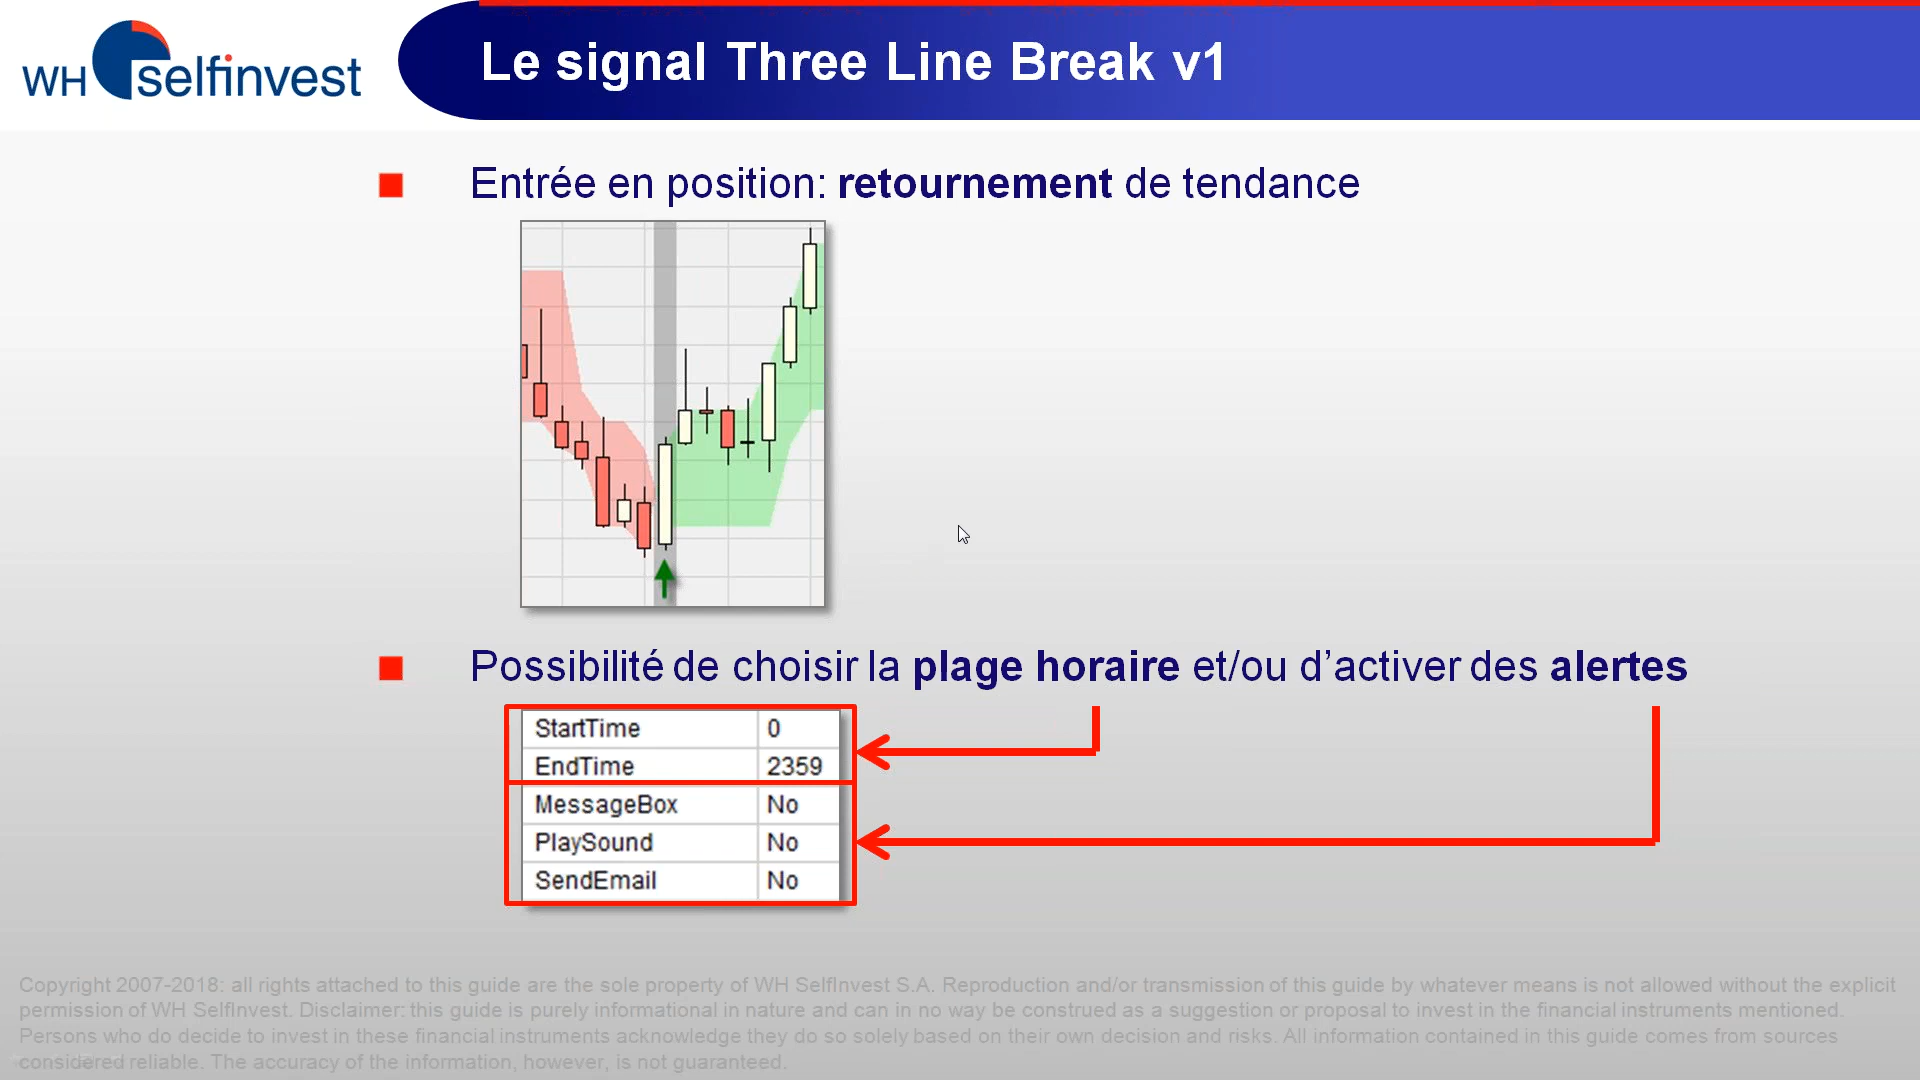 WH selfinvest
Le signal Three Line Break v1
Entrée en position: retournement de tendance
Possibilité de choisir la plage horaire et/ou d’activer des alertes
StartTime 0
EndTime 2359
MessageBox No
PlaySound No
SendEmail No
Copyright 2007-2018: all rights attached to this guide are the sole property of WH SelfInvest S.A. Reproduction and/or transmission of this guide by whatever means is not allowed without the explicit
permission of WH SelfInvest. Disclaimer: this guide is purely informational in nature and can in no way be construed as a suggestion or proposal to invest in the financial instruments mentioned.
Persons who do decide to invest in these financial instruments acknowledge they do so solely based on their own decision and risks. All information contained in this guide comes from sources
considered reliable. The accuracy of the information, however, is not guaranteed.